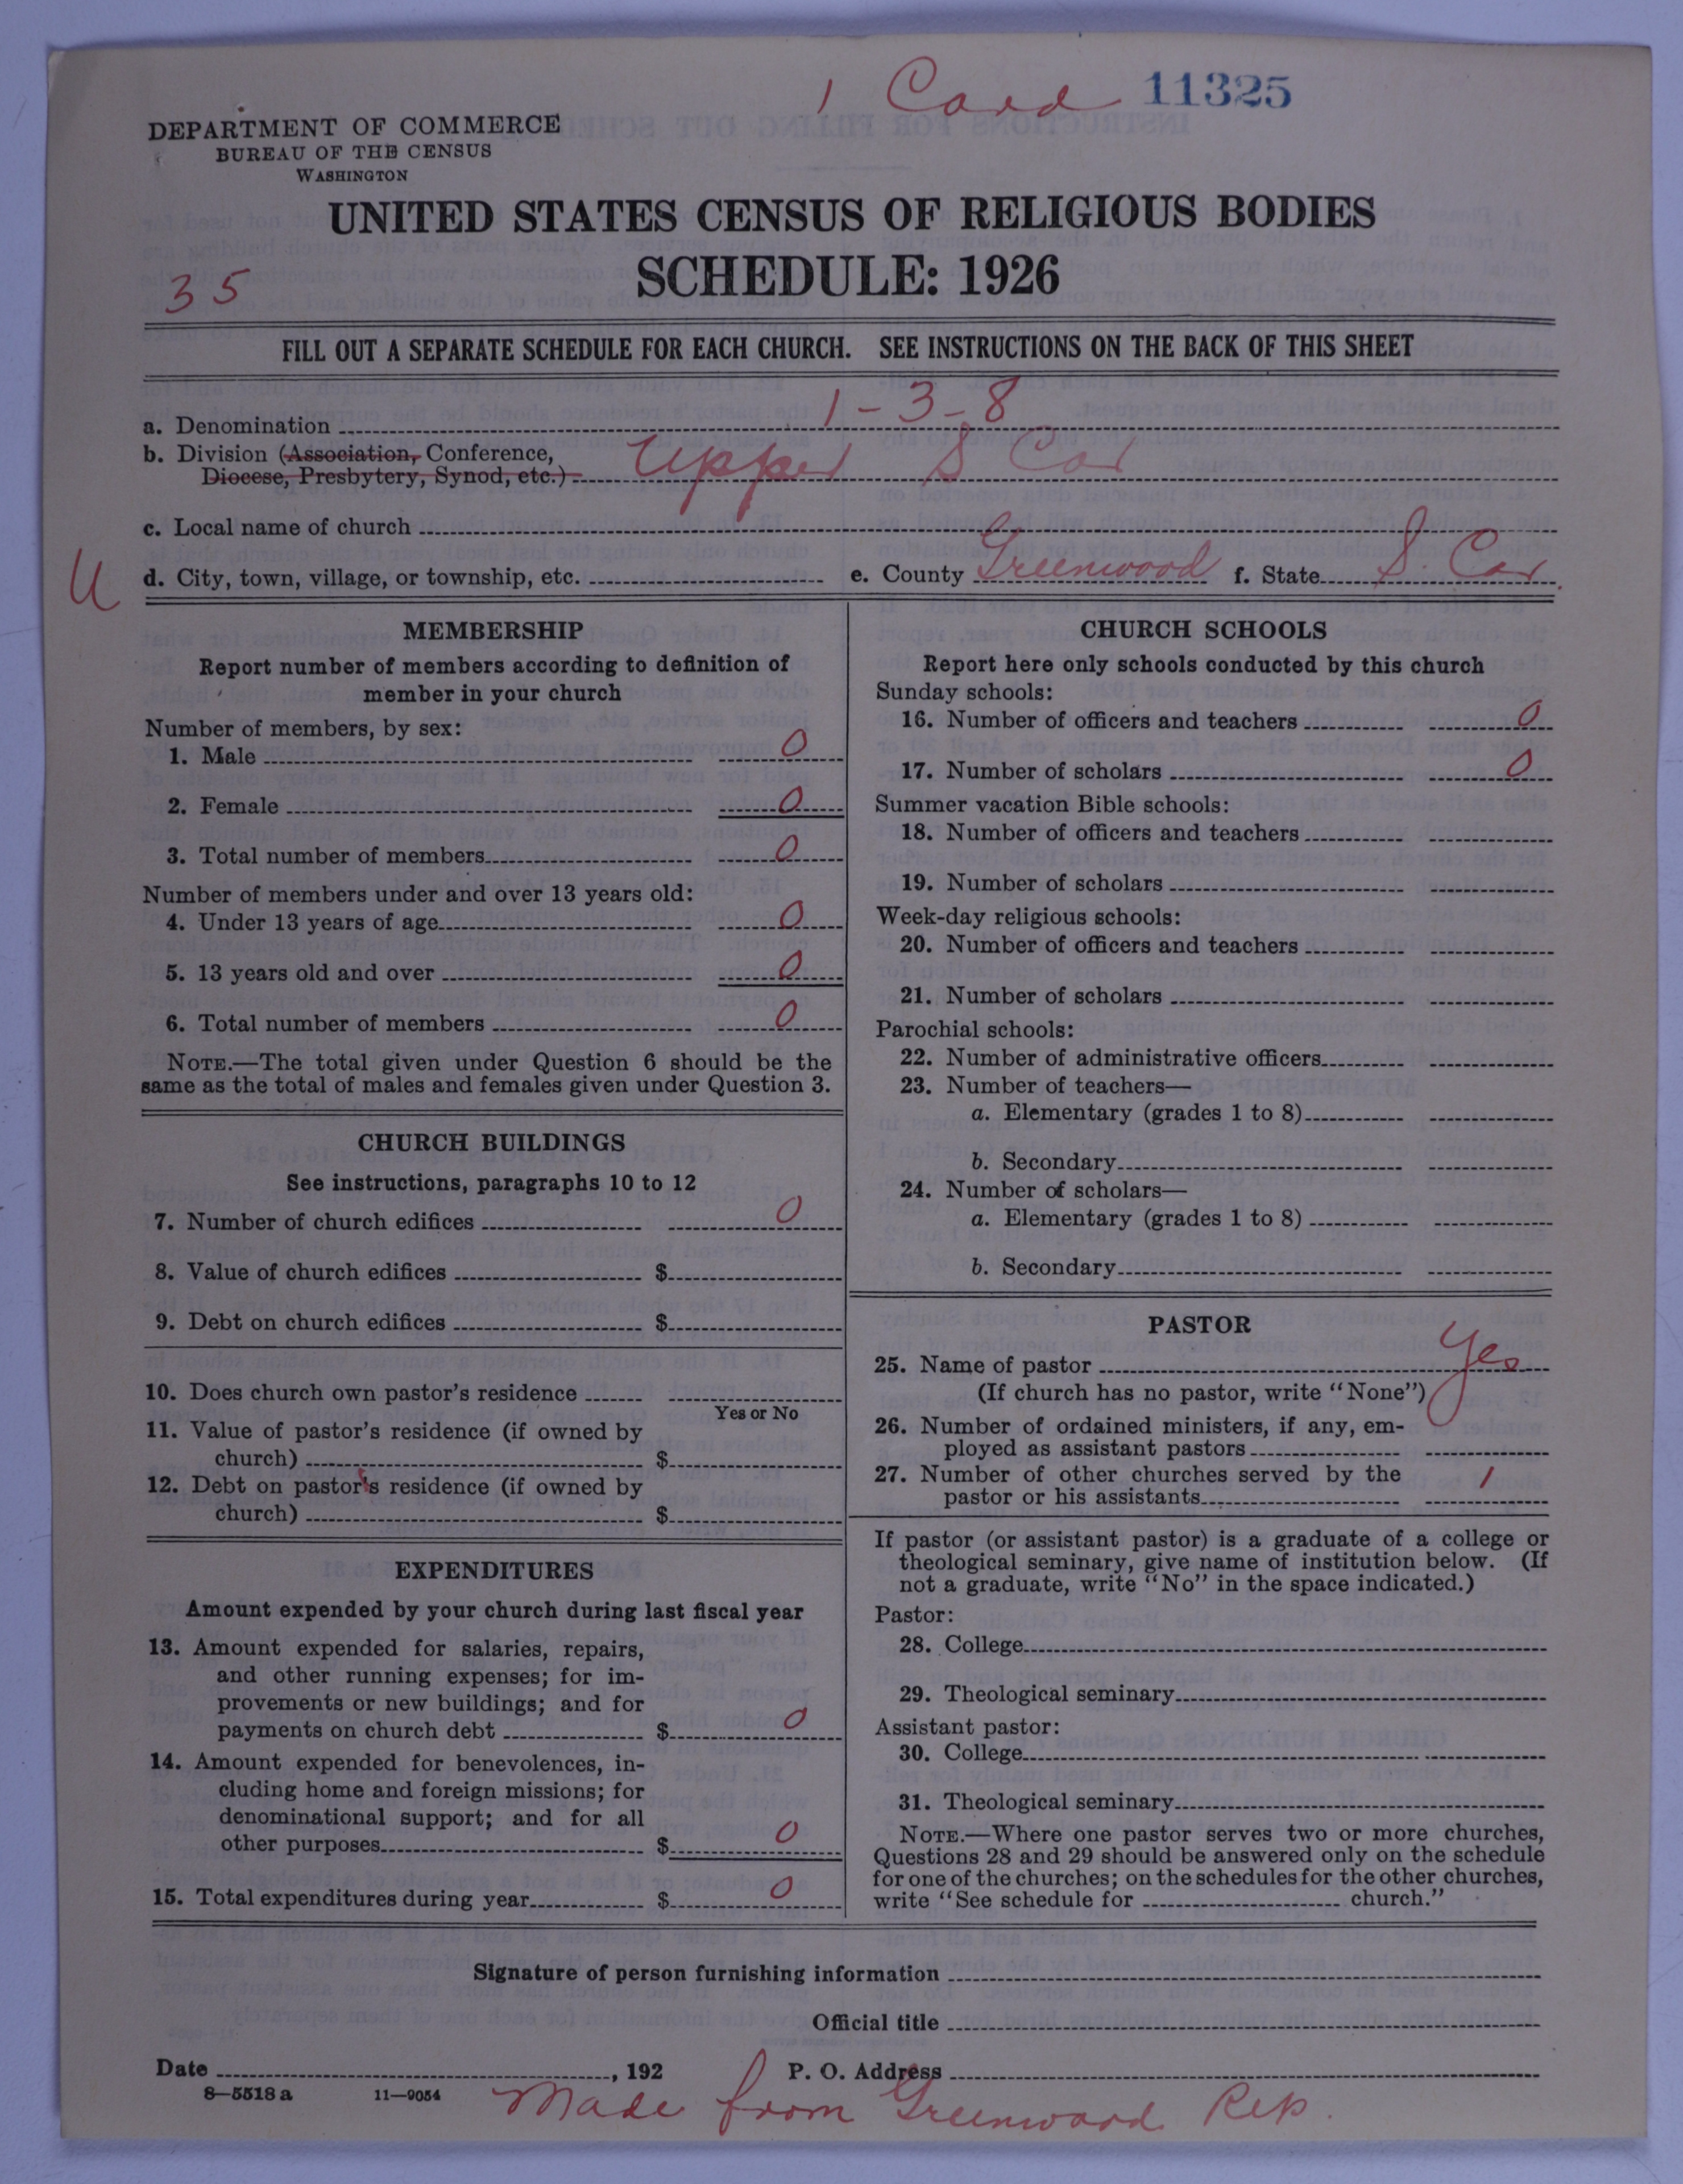 1 Card 11325
DEPARTMENT OF COMMERCE
BUREAU OF THE CENSUS
WASHINGTON
UNITED STATES CENSUS OF RELIGIOUS BODIES
SCHEDULE: 1926
35
FILL OUT A SEPARATE SCHEDULE FOR EACH CHURCH. SEE INSTRUCTIONS ON THE BACK OF THIS SHEET
a. Denomination 1-3-8
b. Division (Association, Conference,
Diocese, Presbytery, Synod, etc.) Upper S Car
c. Local name of church
U
d. City, town, village, or township, etc. e. County Greenwood f. State S. Car.
MEMBERSHIP
Report number of members according to definition of
member in your church
Number of members, by sex:
1. Male 0
2. Female 0
3. Total number of members 0
Number of members under and over 13 years old:
4. Under 13 years of age 0
5. 13 years old and over 0
6. Total number of members 0
NOTE.—The total given under Question 6 should be the
same as the total of males and females given under Question 3.
CHURCH BUILDINGS
See instructions, paragraphs 10 to 12
7. Number of church edifices 0
8. Value of church edifices $
9. Debt on church edifices $
10. Does church own pastor's residence
Yes or No
11. Value of pastor's residence (if owned by
church) $
12. Debt on pastor's residence (if owned by
church) $
EXPENDITURES
Amount expended by your church during last fiscal year
13. Amount expended for salaries, repairs,
and other running expenses; for im-
provements or new buildings; and for
payments on church debt $ 0
14. Amount expended for benevolences, in-
cluding home and foreign missions; for
denominational support; and for all
other purposes $ 0
15. Total expenditures during year $ 0
CHURCH SCHOOLS
Report here only schools conducted by this church
Sunday schools:
16. Number of officers and teachers 0
17. Number of scholars 0
Summer vacation Bible schools:
18. Number of officers and teachers
19. Number of scholars
Week-day religious schools:
20. Number of officers and teachers
21. Number of scholars
Parochial schools:
22. Number of administrative officers
23. Number of teachers—
a. Elementary (grades 1 to 8)
b. Secondary
24. Number of scholars—
a. Elementary (grades 1 to 8)
b. Secondary
PASTOR
25. Name of pastor Yes
(If church has no pastor, write "None")
26. Number of ordained ministers, if any, em-
ployed as assistant pastors
27. Number of other churches served by the 1
pastor or his assistants
If pastor (or assistant pastor) is a graduate of a college or
theological seminary, give name of institution below. (If
not a graduate, write "No" in the space indicated.)
Pastor:
28. College
29. Theological seminary
Assistant pastor:
30. College
31. Theological seminary
NOTE.—Where one pastor serves two or more churches,
Questions 28 and 29 should be answered only on the schedule
for one of the churches; on the schedules for the other churches,
write "See schedule for church."
Signature of person furnishing information
Official title
Date , 192 P. O. Address
8—5518 a 11—9054
Made from Greenwood Rep.